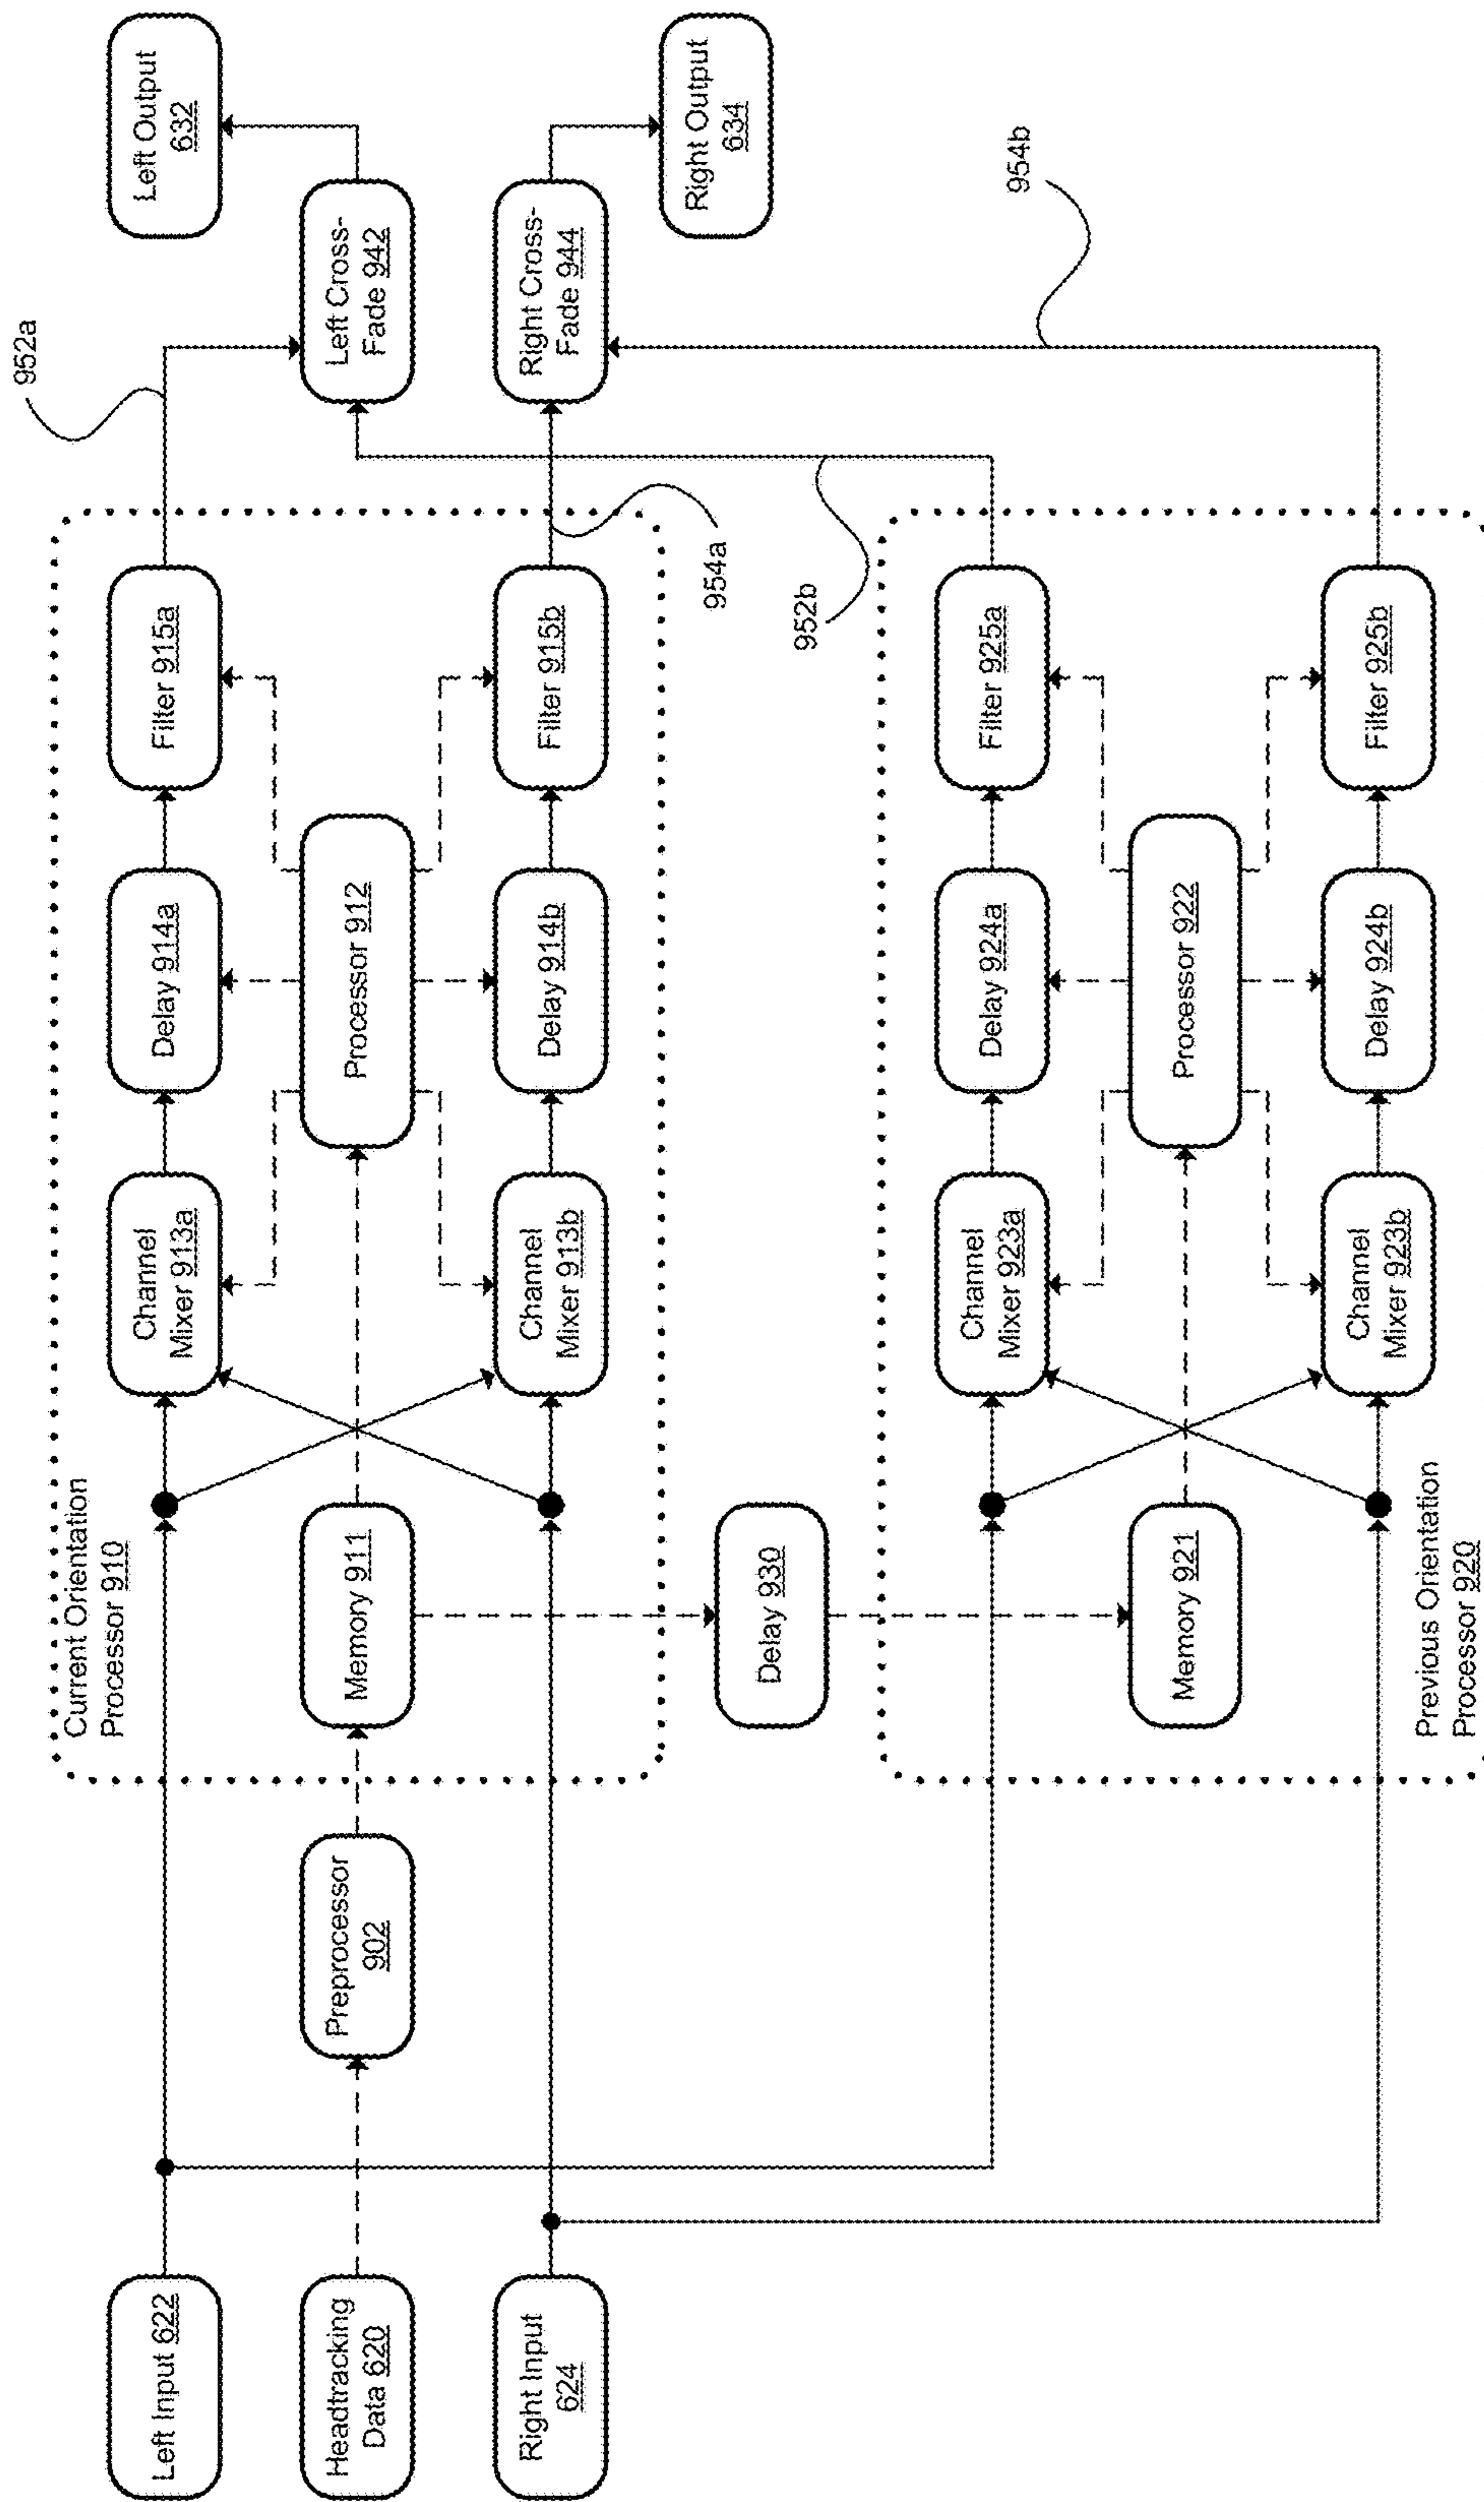 Left Input 622
Headtracking
Data 620
Right Input
624
Preprocessor
902
Current Orientation
Processor 910
Memory 911
Channel
Mixer 913a
Channel
Mixer 913b
Processor 912
Delay 914a
Delay 914b
Filter 915a
Filter 915b
Delay 930
Previous Orientation
Processor 920
Memory 921
Channel
Mixer 923a
Channel
Mixer 923b
Processor 922
Delay 924a
Delay 924b
Filter 925a
Filter 925b
952a
954a
952b
954b
Left Cross-
Fade 942
Right Cross-
Fade 944
Left Output
632
Right Output
634